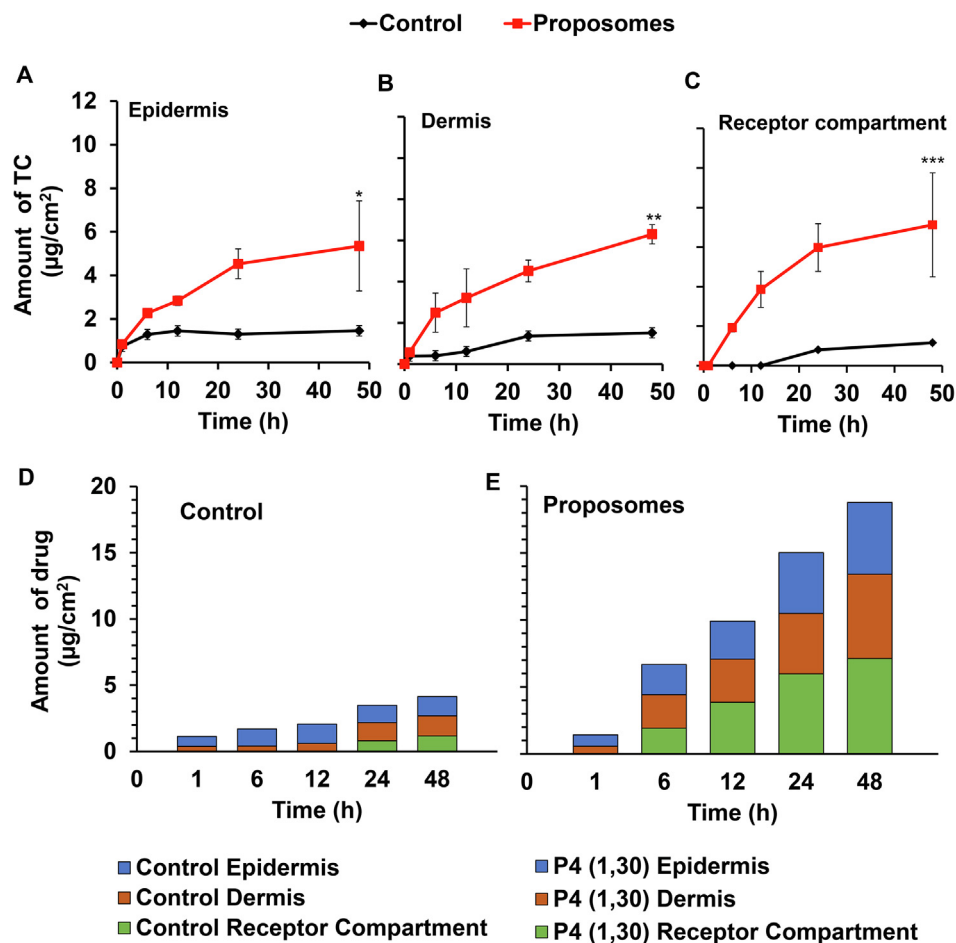 Control
Proposomes
A
Epidermis
Amount of TC
(µg/cm²)
12
10
8
6
4
2
0
*
0 10 20 30 40 50
Time (h)
B
Dermis
**
0 10 20 30 40 50
Time (h)
C
Receptor compartment
***
0 10 20 30 40 50
Time (h)
D
Control
Amount of drug
(µg/cm²)
20
15
10
5
0
0 1 6 12 24 48
Time (h)
E
Proposomes
0 1 6 12 24 48
Time (h)
Control Epidermis
Control Dermis
Control Receptor Compartment
P4 (1,30) Epidermis
P4 (1,30) Dermis
P4 (1,30) Receptor Compartment